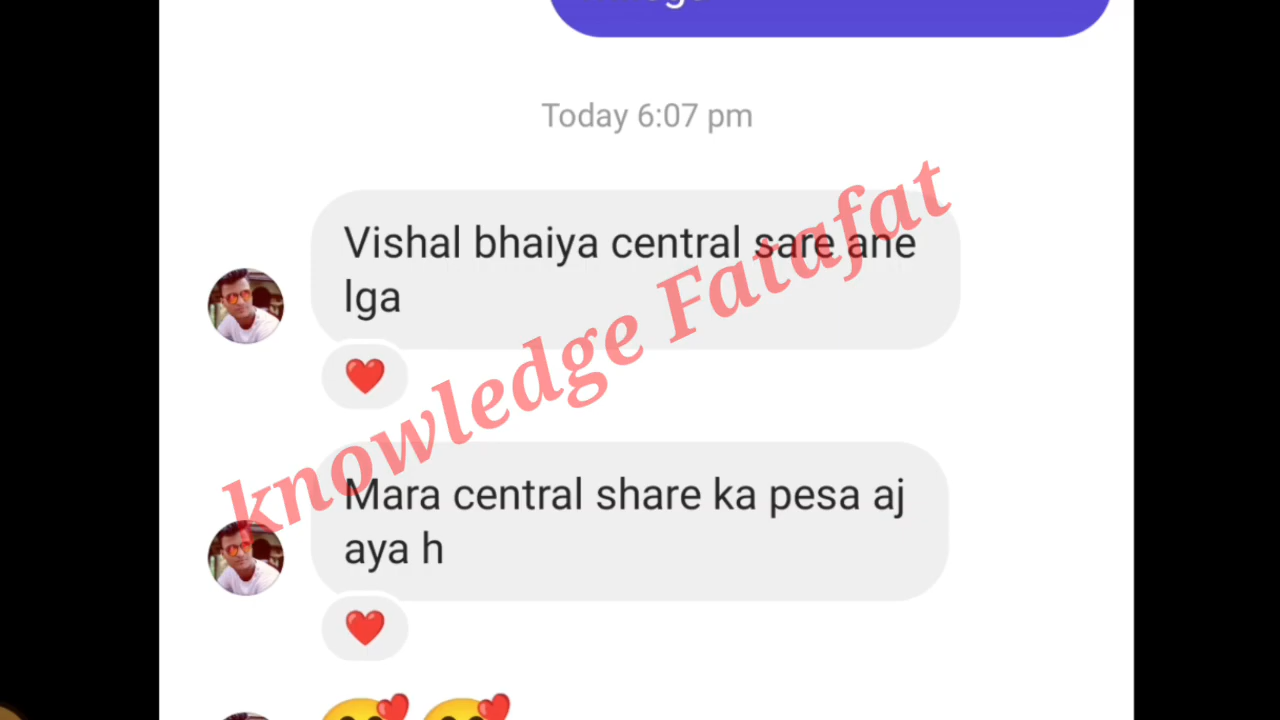 Today 6:07 pm
Vishal bhaiya central sare ane
lga
knowledge Fatafat
Mara central share ka pesa aj
aya h